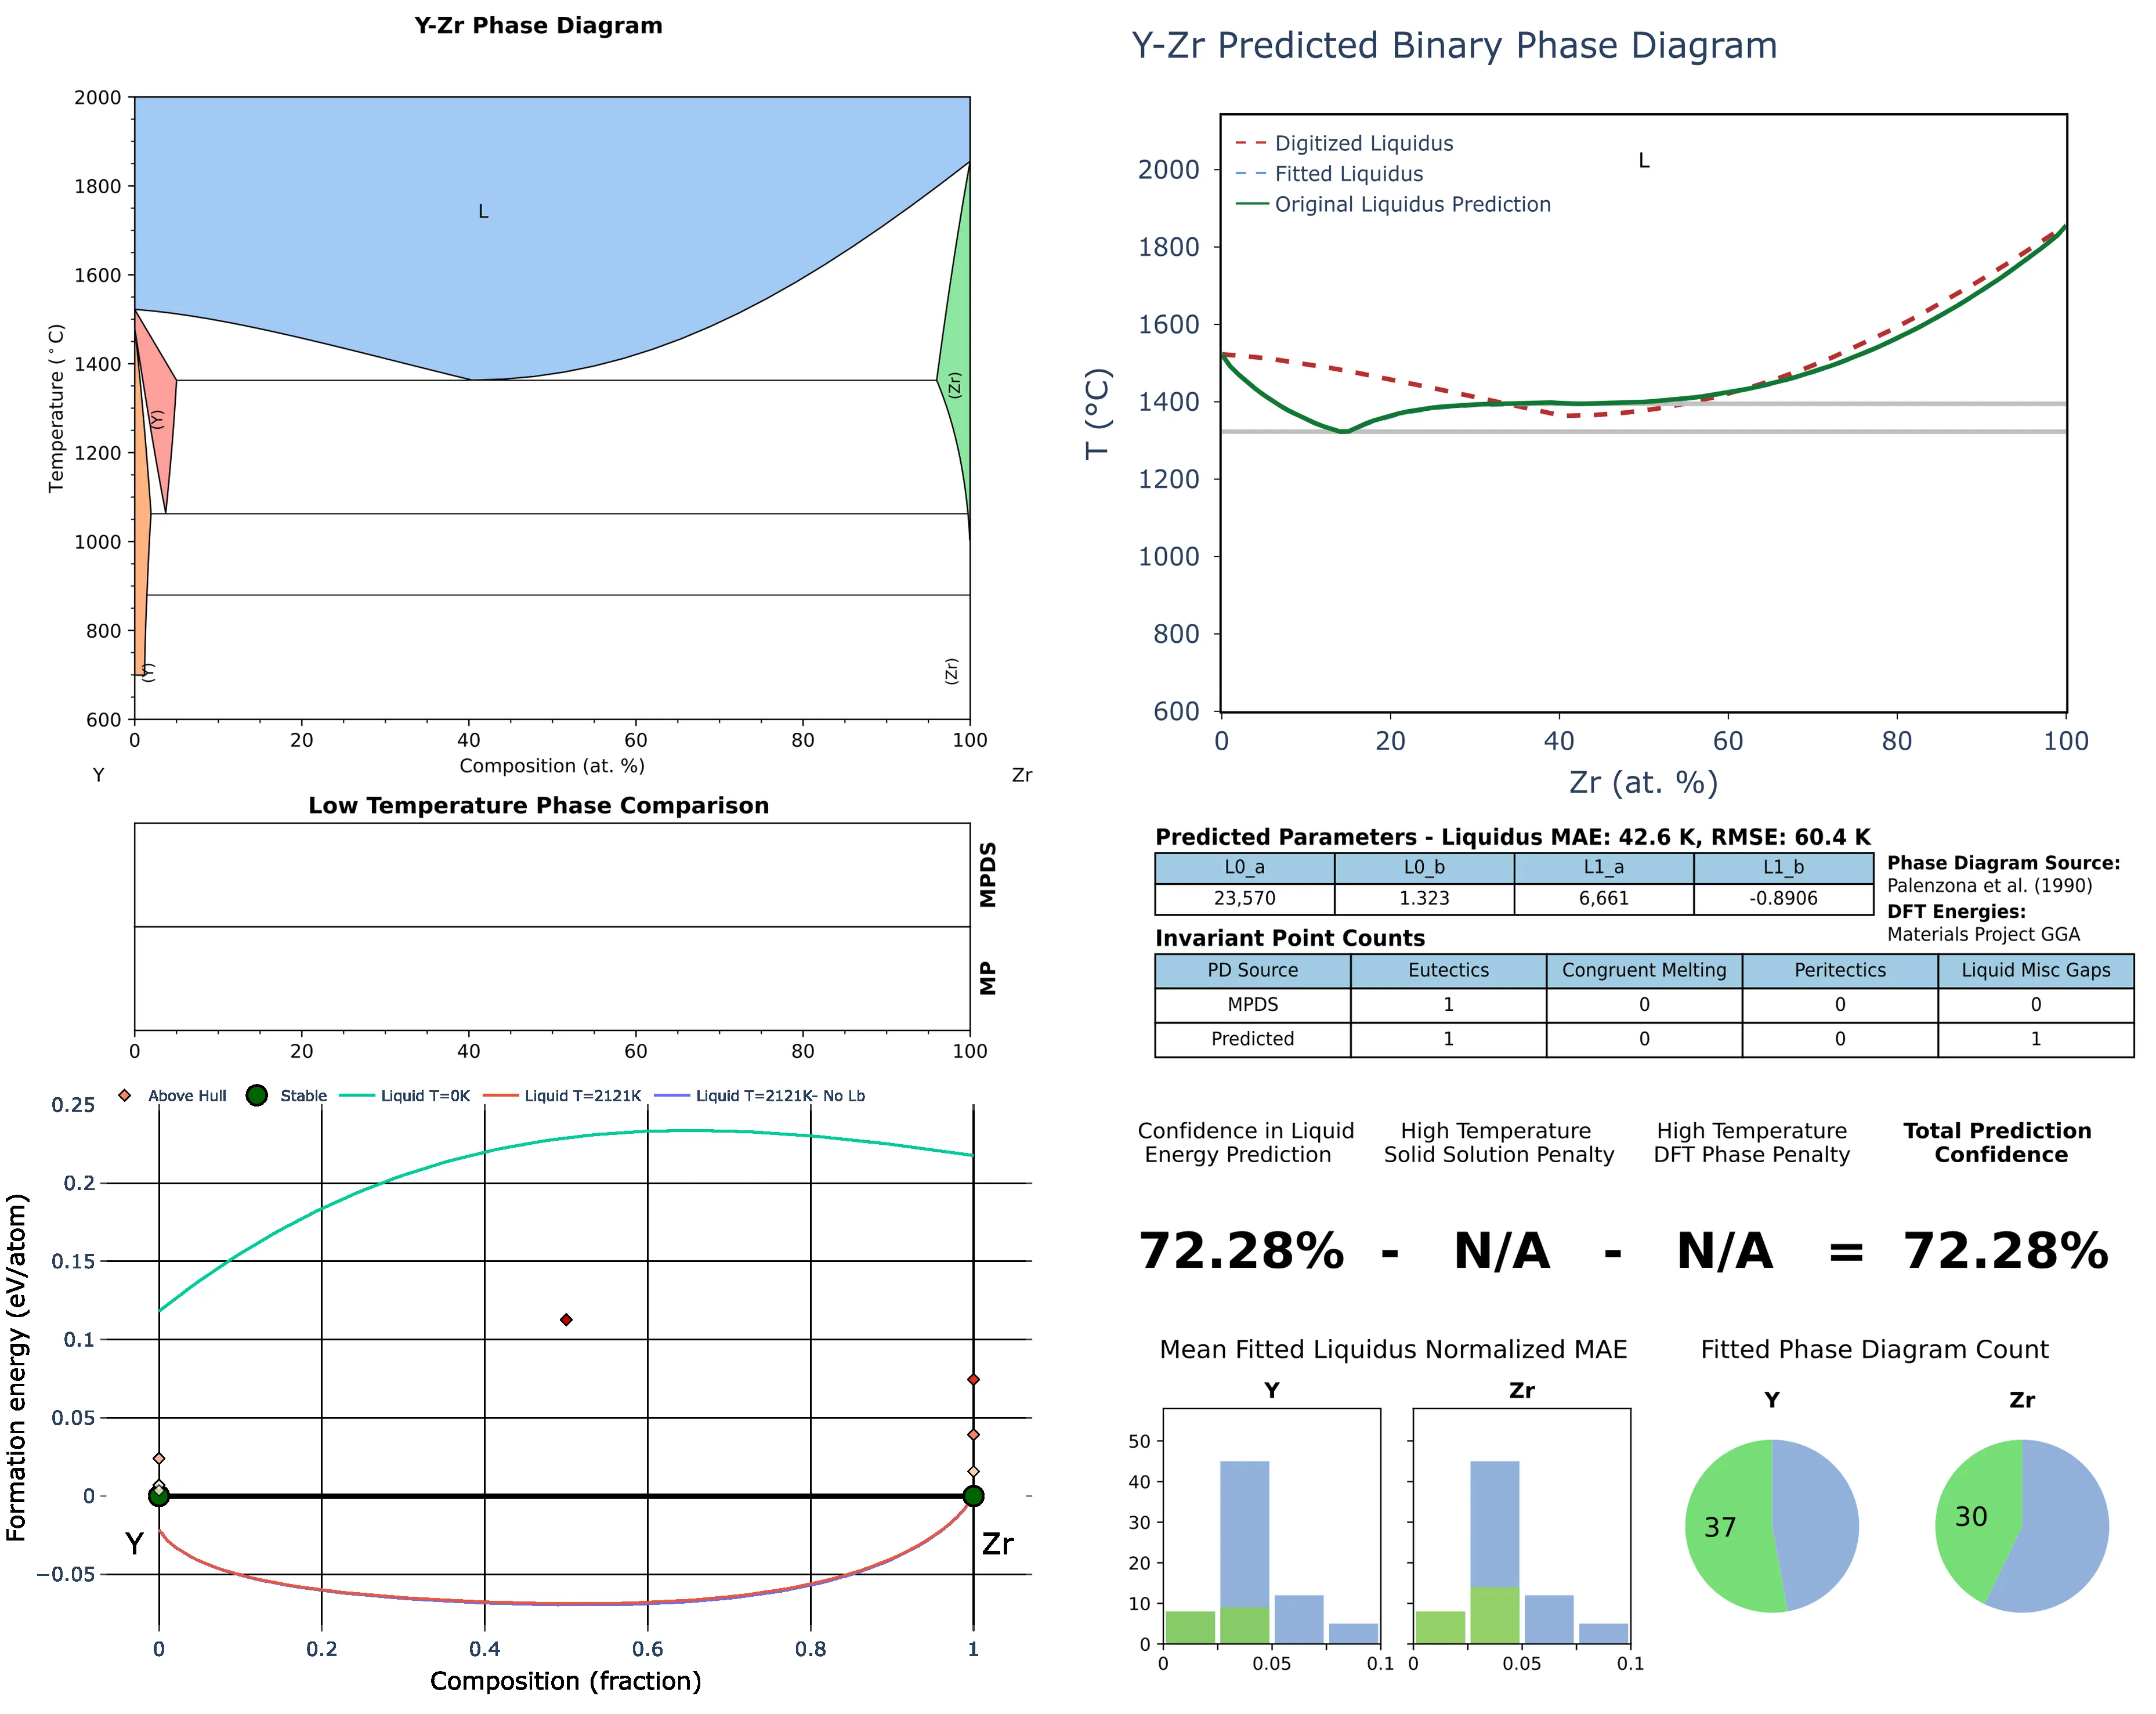 Y-Zr Phase Diagram
2000
1800
1600
1400
1200
1000
800
600
Temperature (°C)
L
(Y)
(Y)
(Zr)
(Zr)
0 20 40 60 80 100
Composition (at. %)
Y Zr
Y-Zr Predicted Binary Phase Diagram
Digitized Liquidus
Fitted Liquidus
Original Liquidus Prediction
L
2000
1800
1600
1400
1200
1000
800
600
T (°C)
0 20 40 60 80 100
Zr (at. %)
Low Temperature Phase Comparison
MPDS
MP
0 20 40 60 80 100
Predicted Parameters - Liquidus MAE: 42.6 K, RMSE: 60.4 K
L0_a L0_b L1_a L1_b
23,570 1.323 6,661 -0.8906
Phase Diagram Source:
Palenzona et al. (1990)
DFT Energies:
Materials Project GGA
Invariant Point Counts
PD Source Eutectics Congruent Melting Peritectics Liquid Misc Gaps
MPDS 1 0 0 0
Predicted 1 0 0 1
Above Hull Stable Liquid T=0K Liquid T=2121K Liquid T=2121K- No Lb
0.25
0.2
0.15
0.1
0.05
0
−0.05
Formation energy (eV/atom)
Y Zr
0 0.2 0.4 0.6 0.8 1
Composition (fraction)
Confidence in Liquid
Energy Prediction
High Temperature
Solid Solution Penalty
High Temperature
DFT Phase Penalty
Total Prediction
Confidence
72.28% - N/A - N/A = 72.28%
Mean Fitted Liquidus Normalized MAE
Y Zr
50
40
30
20
10
0
0 0.05 0.1 0 0.05 0.1
Fitted Phase Diagram Count
Y Zr
37 30